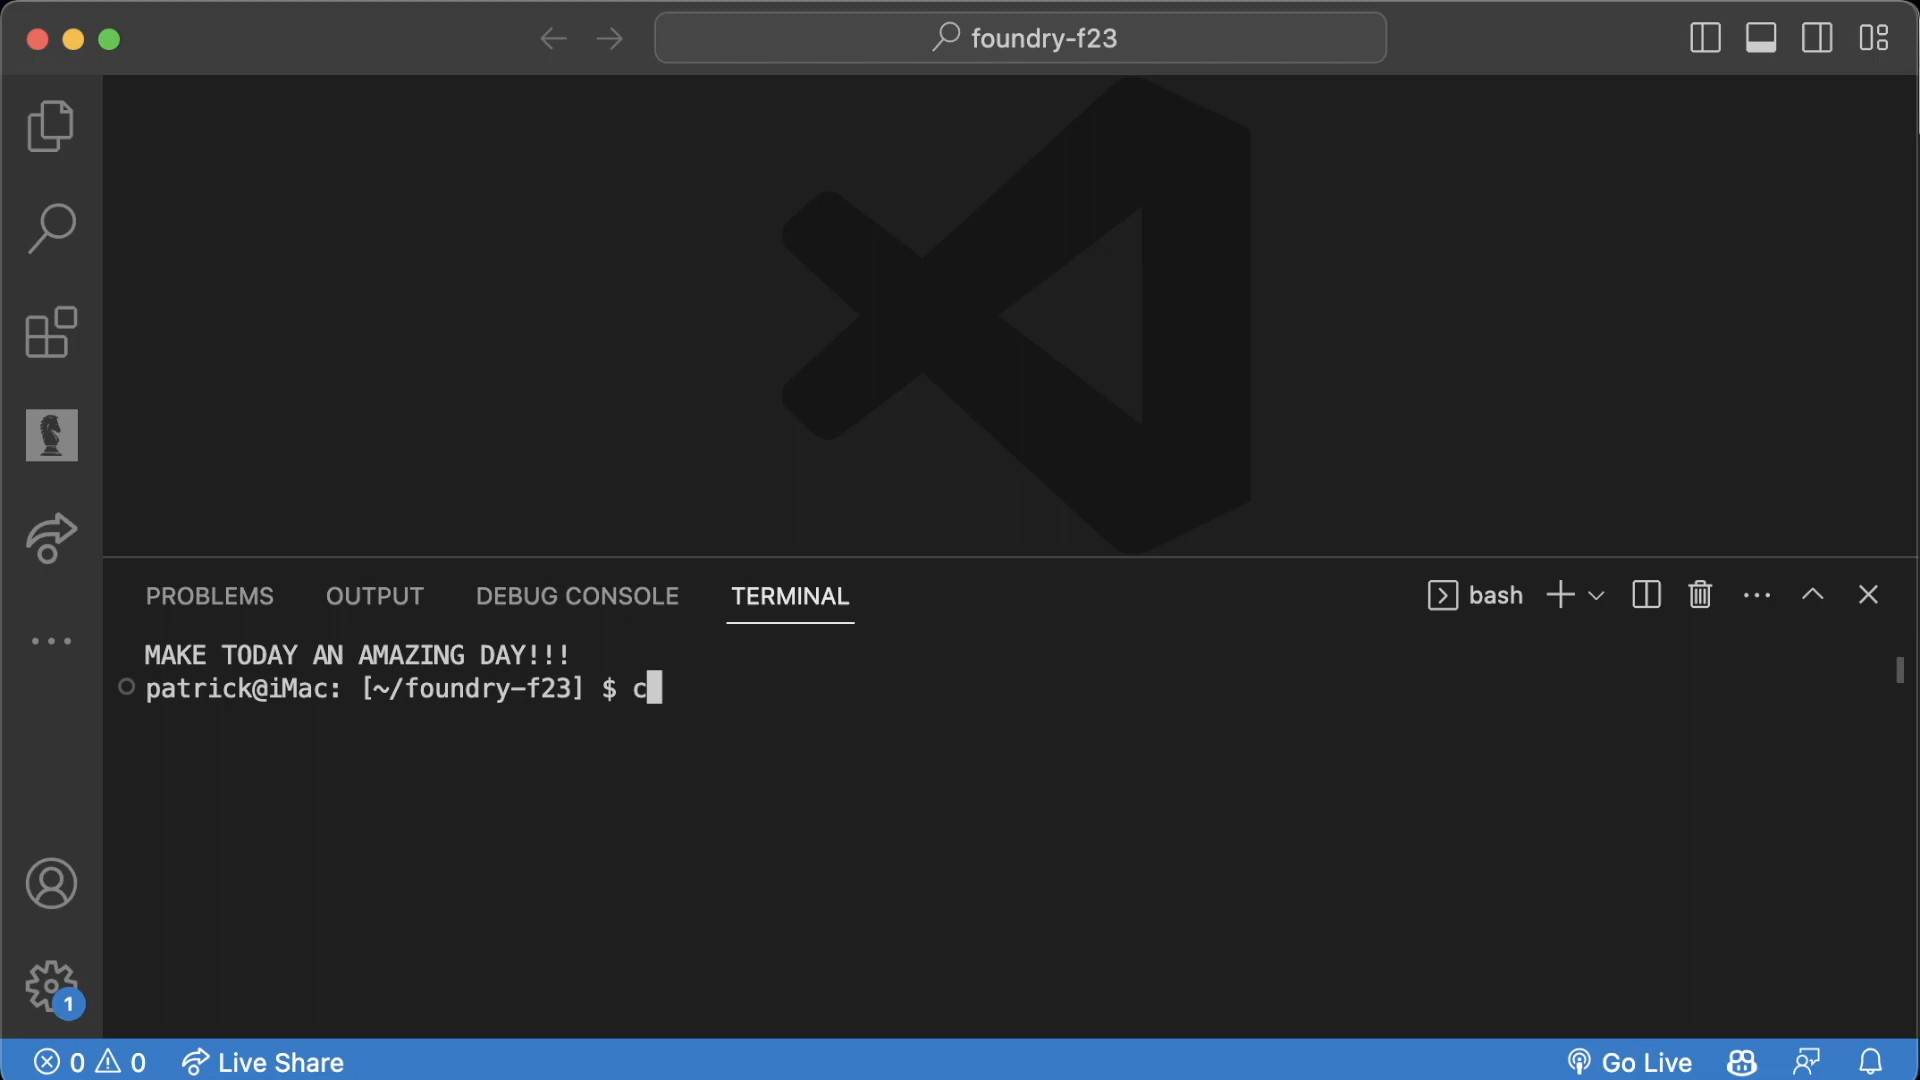 foundry-f23
PROBLEMS OUTPUT DEBUG CONSOLE TERMINAL bash
MAKE TODAY AN AMAZING DAY!!!
patrick@iMac: [~/foundry-f23] $ c
1
0 0 Live Share Go Live